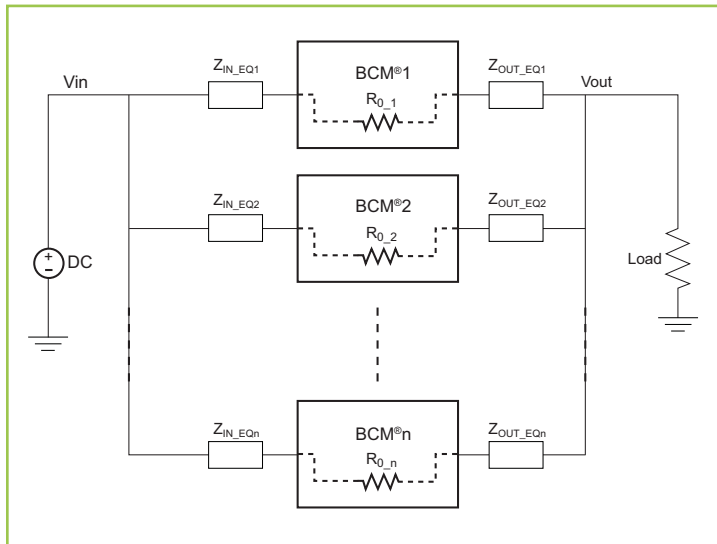 Z_IN_EQ1
BCM®1
Z_OUT_EQ1
Vin
Vout
R_0_1
Z_IN_EQ2
BCM®2
Z_OUT_EQ2
R_0_2
+
–
DC
Load
Z_IN_EQn
BCM®n
Z_OUT_EQn
R_0_n